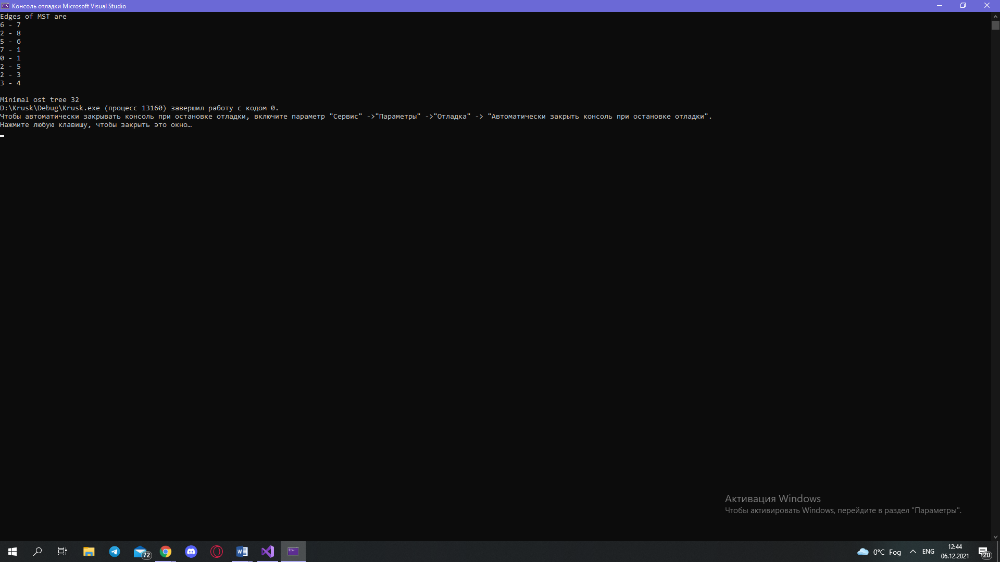 Консоль отладки Microsoft Visual Studio
Edges of MST are
6 - 7
2 - 8
5 - 6
7 - 1
0 - 1
2 - 5
2 - 3
3 - 4
Minimal ost tree 32
D:\Krusk\Debug\Krusk.exe (процесс 13160) завершил работу с кодом 0.
Чтобы автоматически закрывать консоль при остановке отладки, включите параметр "Сервис" ->"Параметры" ->"Отладка" -> "Автоматически закрыть консоль при остановке отладки".
Нажмите любую клавишу, чтобы закрыть это окно…
Активация Windows
Чтобы активировать Windows, перейдите в раздел "Параметры".
72
0°C Fog
ENG
12:44
06.12.2021
20